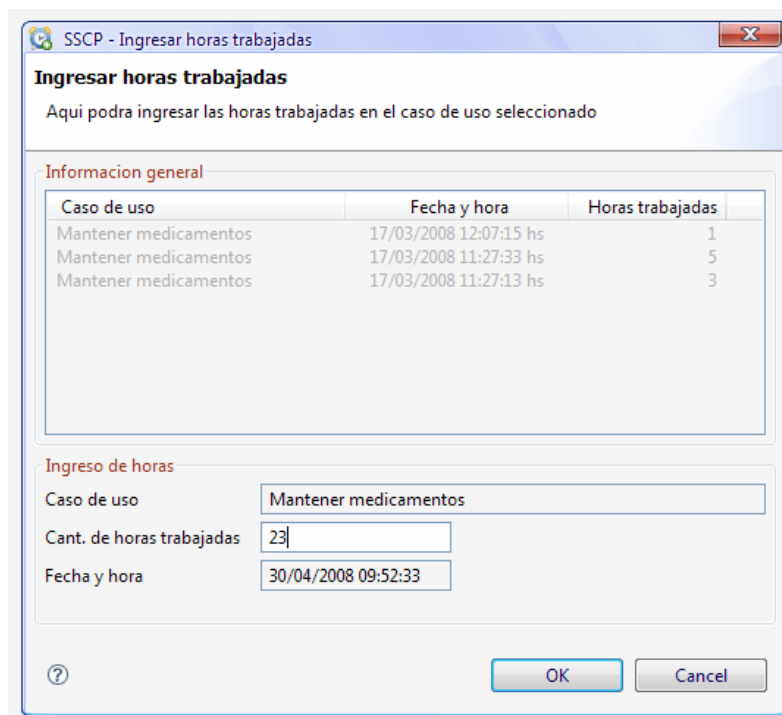 SSCP - Ingresar horas trabajadas
Ingresar horas trabajadas
Aqui podra ingresar las horas trabajadas en el caso de uso seleccionado
Informacion general
Caso de uso Fecha y hora Horas trabajadas
Mantener medicamentos 17/03/2008 12:07:15 hs 1
Mantener medicamentos 17/03/2008 11:27:33 hs 5
Mantener medicamentos 17/03/2008 11:27:13 hs 3
Ingreso de horas
Caso de uso Mantener medicamentos
Cant. de horas trabajadas 23
Fecha y hora 30/04/2008 09:52:33
? OK Cancel